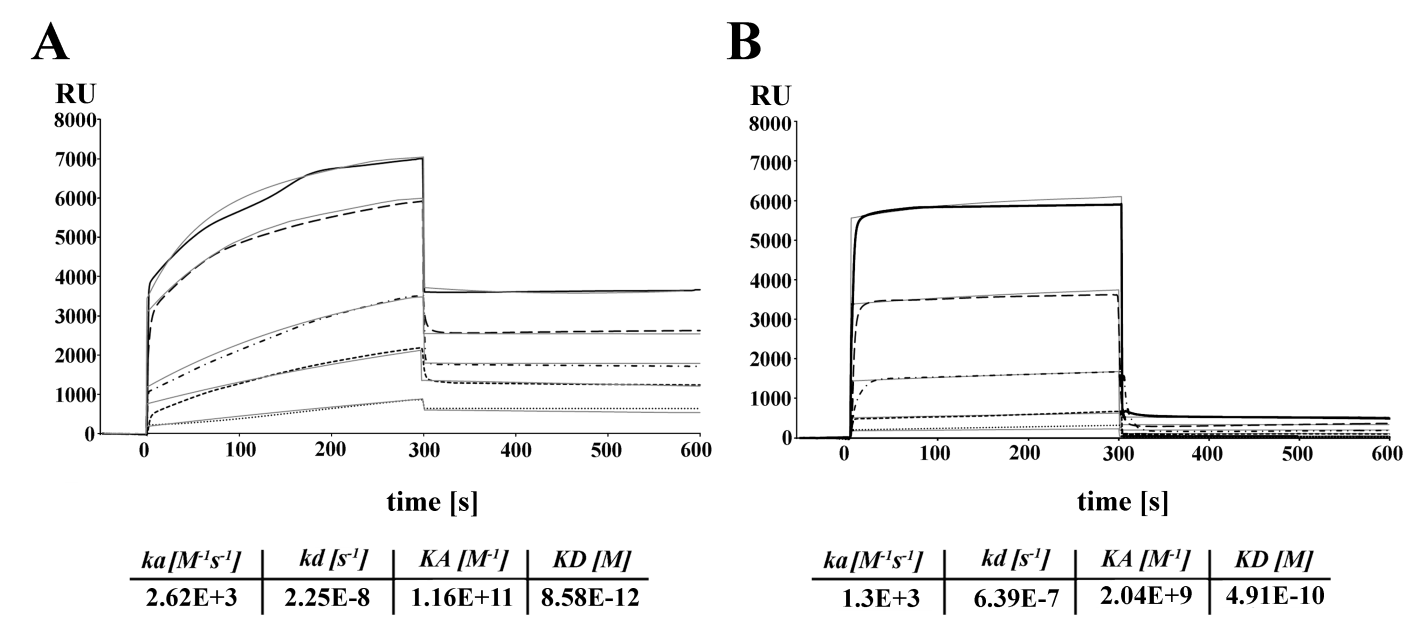 A
RU
8000
7000
6000
5000
4000
3000
2000
1000
0
0 100 200 300 400 500 600
time [s]
ka [M⁻¹s⁻¹] kd [s⁻¹] KA [M⁻¹] KD [M]
2.62E+3 2.25E-8 1.16E+11 8.58E-12
B
RU
8000
7000
6000
5000
4000
3000
2000
1000
0
0 100 200 300 400 500 600
time [s]
ka [M⁻¹s⁻¹] kd [s⁻¹] KA [M⁻¹] KD [M]
1.3E+3 6.39E-7 2.04E+9 4.91E-10